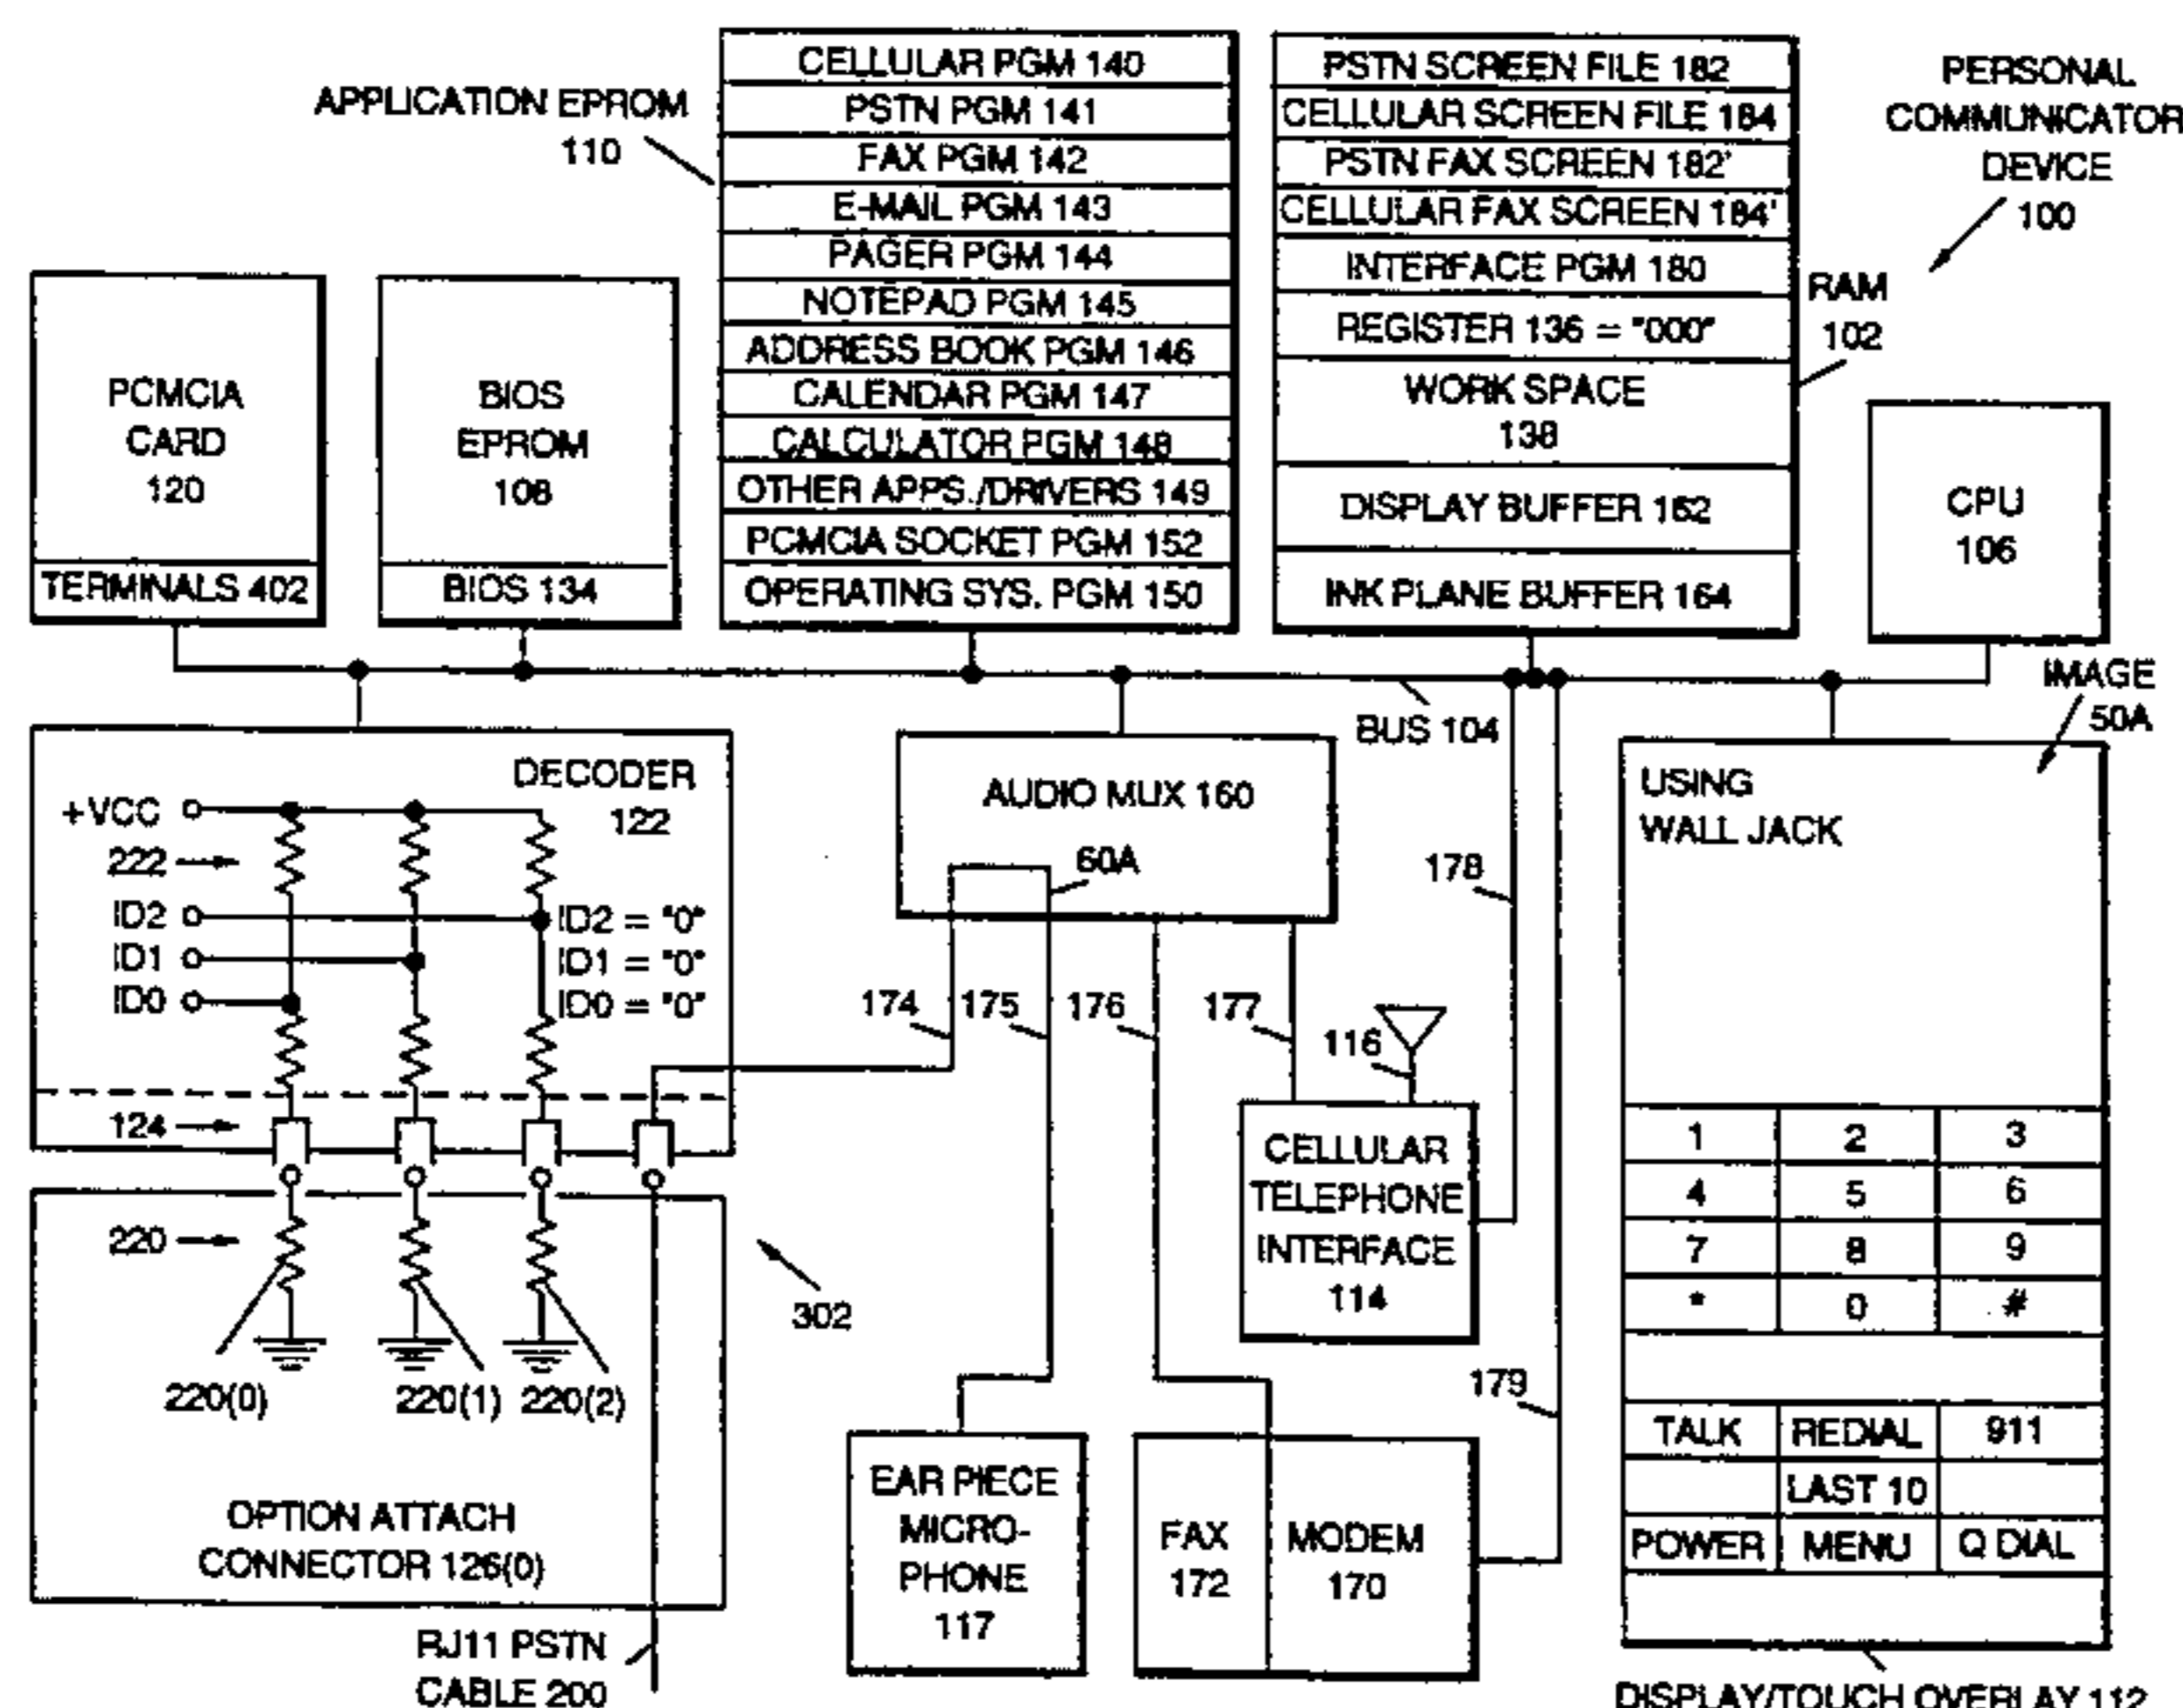 APPLICATION EPROM
110
CELLULAR PGM 140
PSTN PGM 141
FAX PGM 142
E-MAIL PGM 143
PAGER PGM 144
NOTEPAD PGM 145
ADDRESS BOOK PGM 146
CALENDAR PGM 147
CALCULATOR PGM 148
OTHER APPS./DRIVERS 149
PCMCIA SOCKET PGM 152
OPERATING SYS. PGM 150
PSTN SCREEN FILE 182
CELLULAR SCREEN FILE 184
PSTN FAX SCREEN 182'
CELLULAR FAX SCREEN 184'
INTERFACE PGM 180
REGISTER 136 = "000"
WORK SPACE
138
DISPLAY BUFFER 162
INK PLANE BUFFER 164
PERSONAL
COMMUNICATOR
DEVICE
100
RAM
102
PCMCIA
CARD
120
TERMINALS 402
BIOS
EPROM
108
BIOS 134
CPU
106
BUS 104
IMAGE
50A
DECODER
122
+VCC
222
ID2
ID1
ID0
ID2 = "0"
ID1 = "0"
ID0 = "0"
124
220
220(0)
220(1)
220(2)
302
OPTION ATTACH
CONNECTOR 126(0)
RJ11 PSTN
CABLE 200
AUDIO MUX 160
60A
174
175
176
177
178
116
CELLULAR
TELEPHONE
INTERFACE
114
179
EAR PIECE
MICRO-
PHONE
117
FAX
172
MODEM
170
USING
WALL JACK
1 2 3
4 5 6
7 8 9
* 0 #
TALK REDIAL 911
LAST 10
POWER MENU Q DIAL
DISPLAY/TOUCH OVERLAY 112